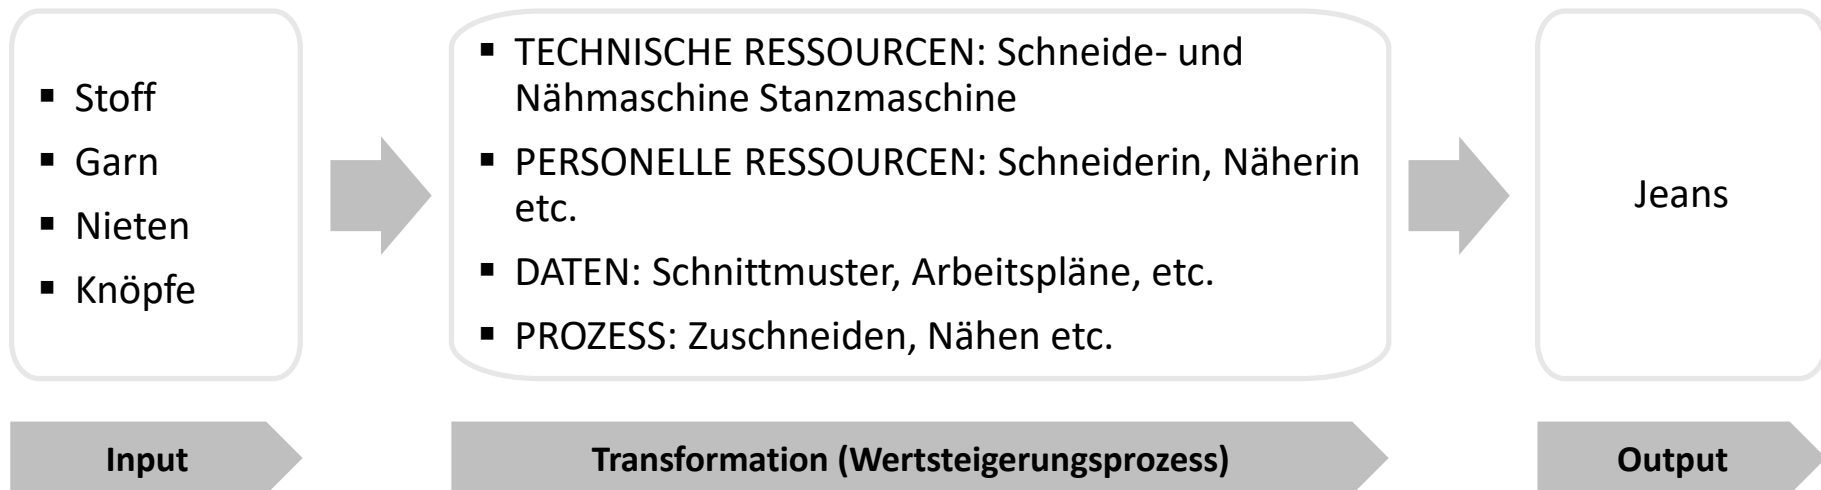 Stoff
Garn
Nieten
Knöpfe
TECHNISCHE RESSOURCEN: Schneide- und
Nähmaschine Stanzmaschine
PERSONELLE RESSOURCEN: Schneiderin, Näherin
etc.
DATEN: Schnittmuster, Arbeitspläne, etc.
PROZESS: Zuschneiden, Nähen etc.
Jeans
Input
Transformation (Wertsteigerungsprozess)
Output